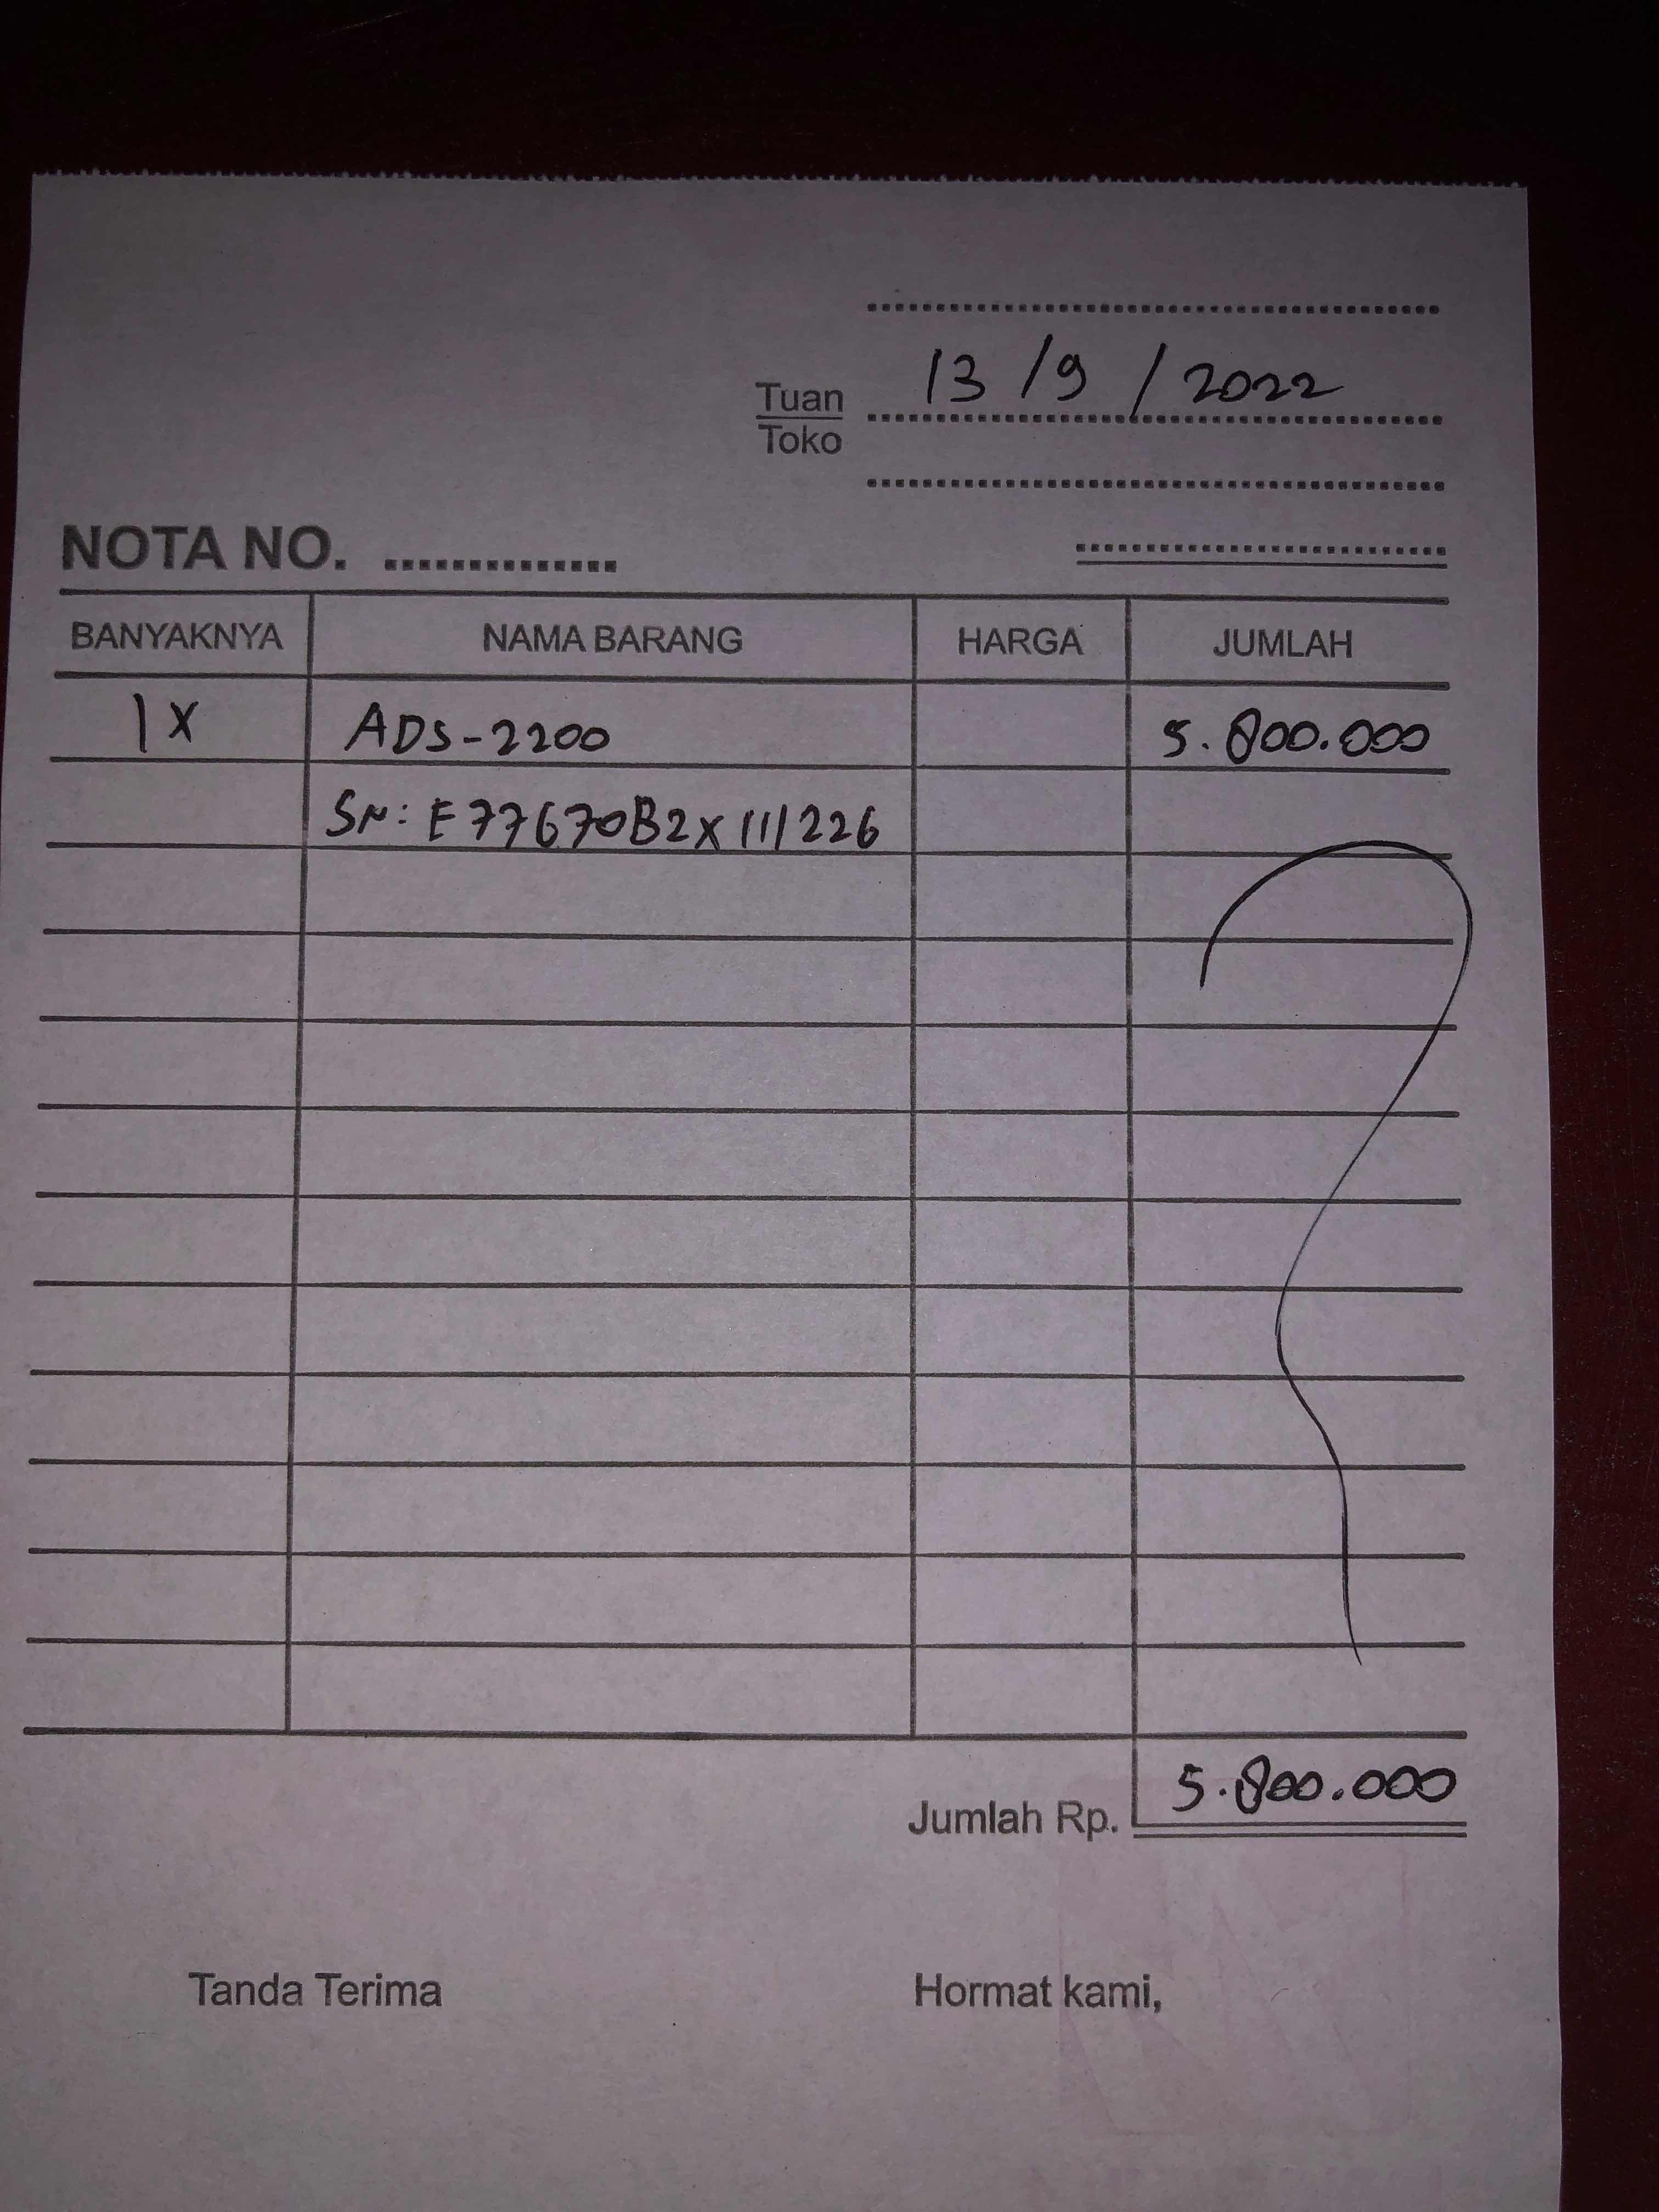 13/9/2022
Tuan
Toko
NOTA NO. ..............
BANYAKNYA NAMA BARANG HARGA JUMLAH
1X ADS-2200 5.800.000
SN: E77670B2X111226
Jumlah Rp. 5.800.000
Tanda Terima Hormat kami,